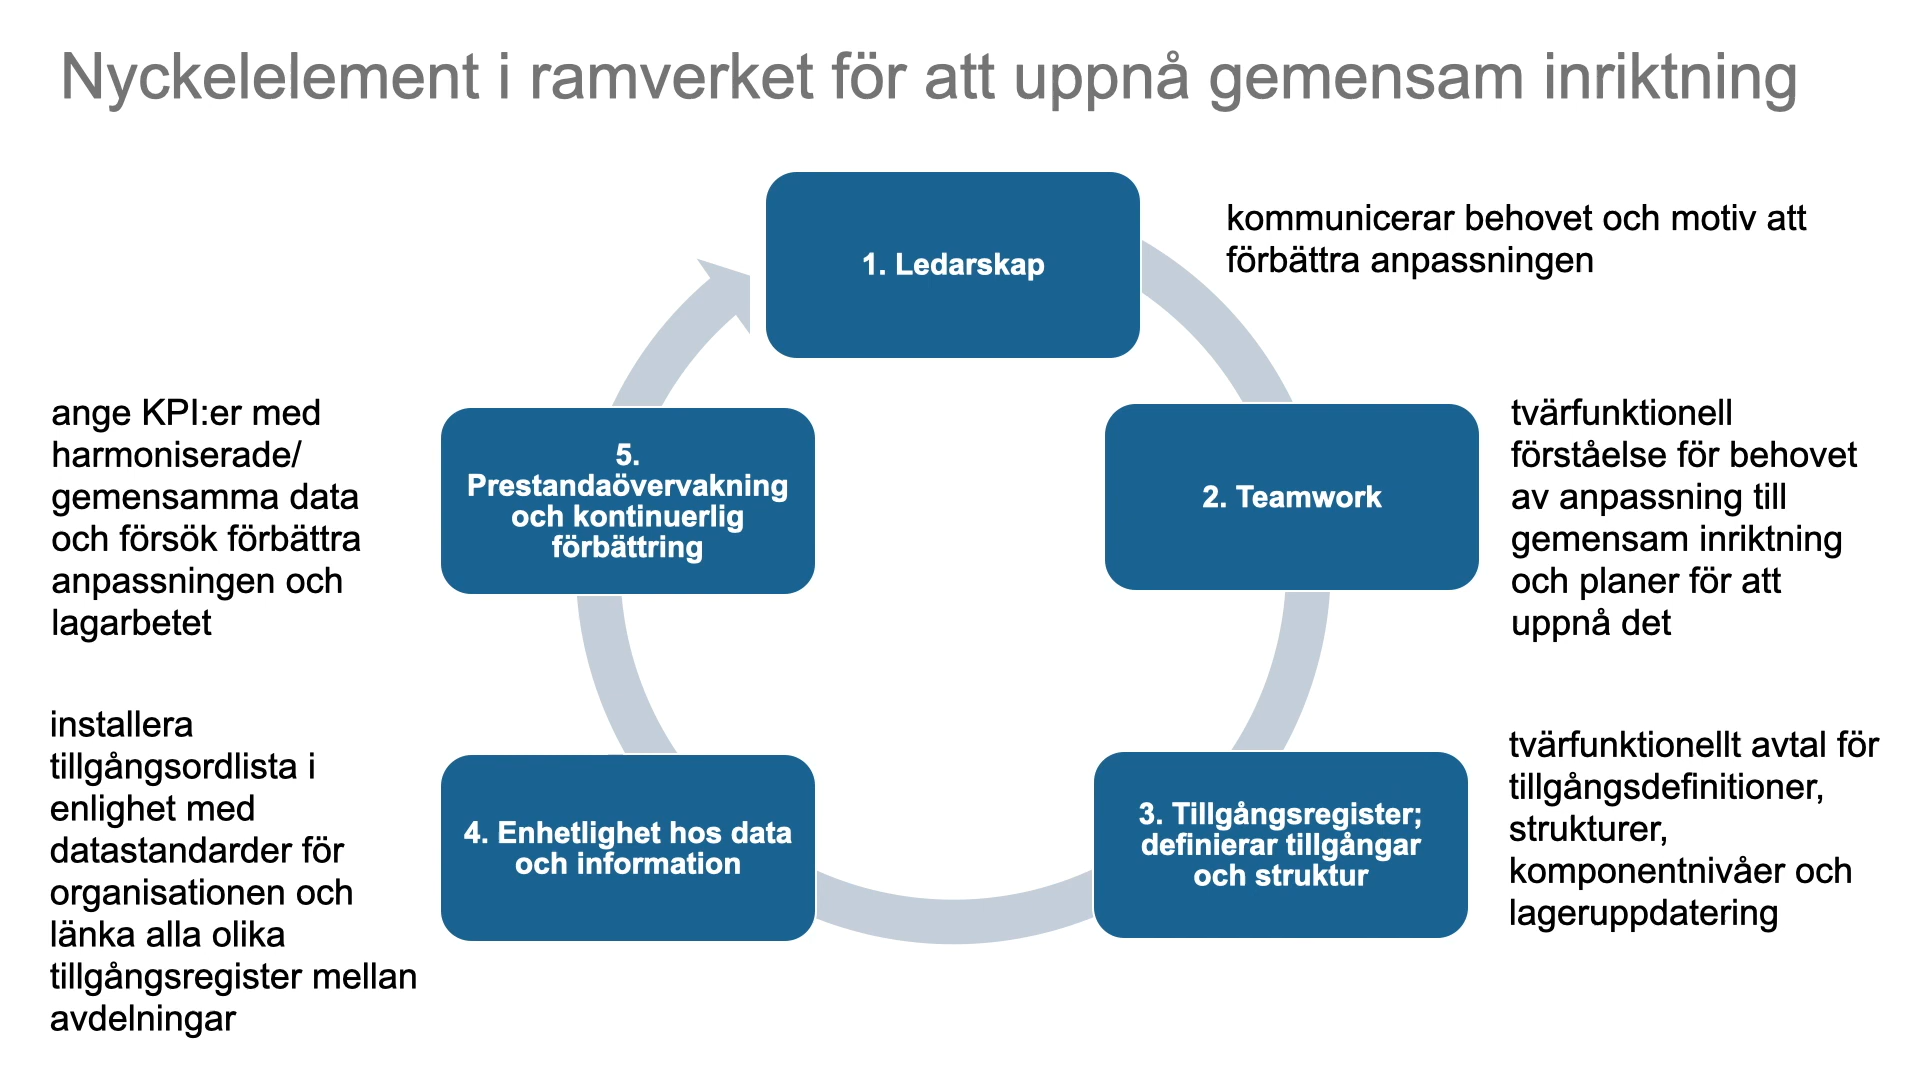 Nyckelelement i ramverket för att uppnå gemensam inriktning
1. Ledarskap
kommunicerar behovet och motiv att
förbättra anpassningen
2. Teamwork
tvärfunktionell
förståelse för behovet
av anpassning till
gemensam inriktning
och planer för att
uppnå det
3. Tillgångsregister;
definierar tillgångar
och struktur
tvärfunktionellt avtal för
tillgångsdefinitioner,
strukturer,
komponentnivåer och
lageruppdatering
4. Enhetlighet hos data
och information
installera
tillgångsordlista i
enlighet med
datastandarder för
organisationen och
länka alla olika
tillgångsregister mellan
avdelningar
5.
Prestandaövervakning
och kontinuerlig
förbättring
ange KPI:er med
harmoniserade/
gemensamma data
och försök förbättra
anpassningen och
lagarbetet